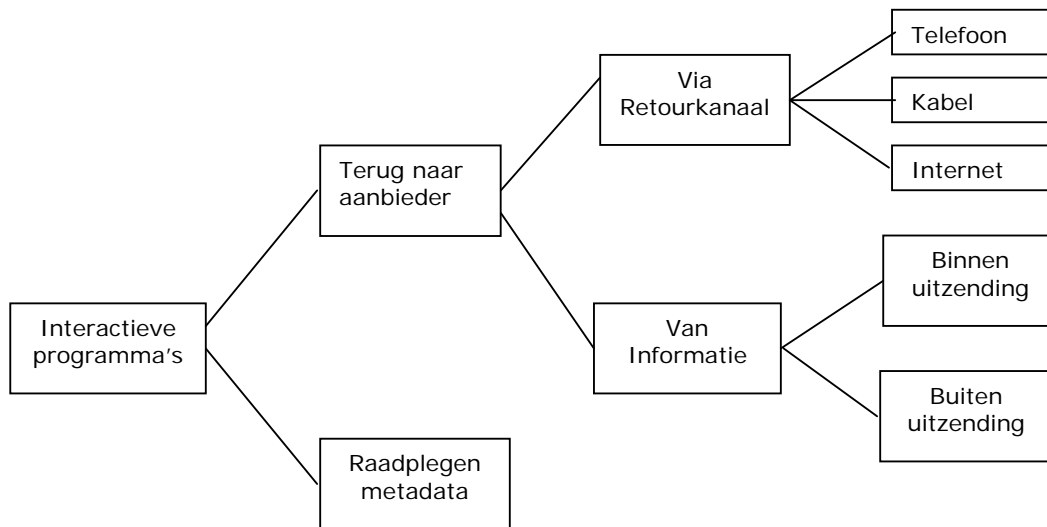 Telefoon
Via
Retourkanaal
Kabel
Terug naar
aanbieder
Internet
Binnen
uitzending
Interactieve
programma's
Van
Informatie
Buiten
uitzending
Raadplegen
metadata